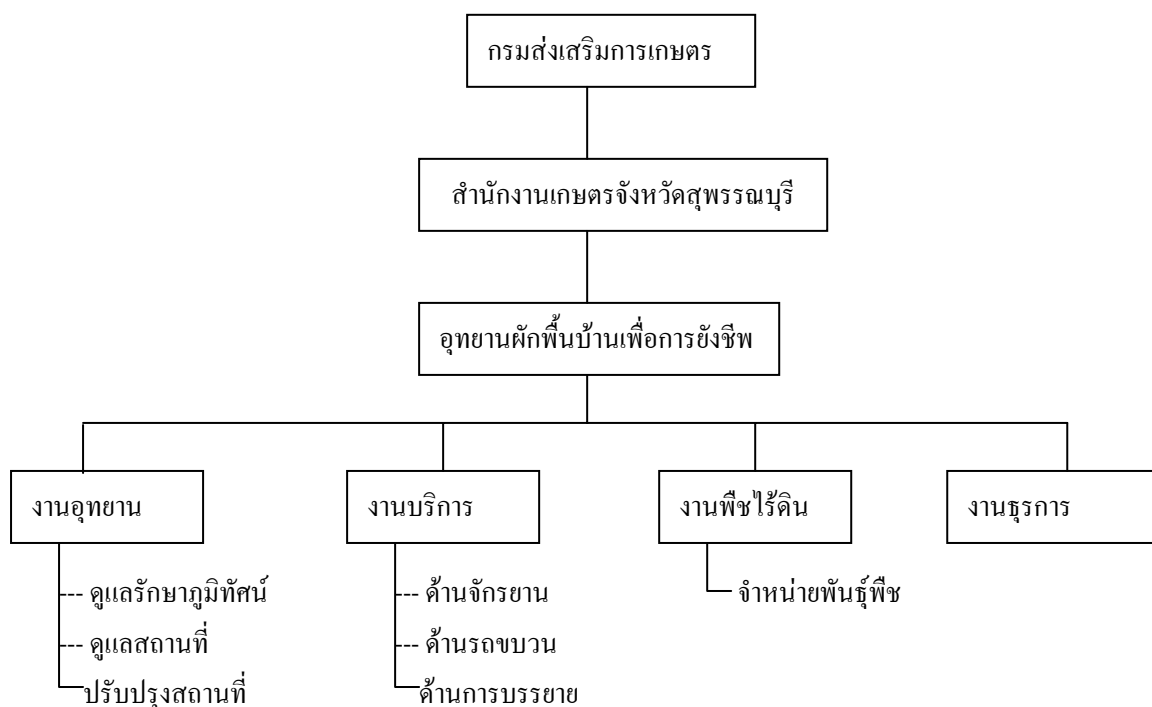 กรมส่งเสริมการเกษตร
สำนักงานเกษตรจังหวัดสุพรรณบุรี
อุทยานผักพื้นบ้านเพื่อการยังชีพ
งานอุทยาน
งานบริการ
งานพืชไร้ดิน
งานธุรการ
ดูแลรักษาภูมิทัศน์
ดูแลสถานที่
ปรับปรุงสถานที่
ด้านจักรยาน
ด้านรถขบวน
ด้านการบรรยาย
จำหน่ายพันธุ์พืช